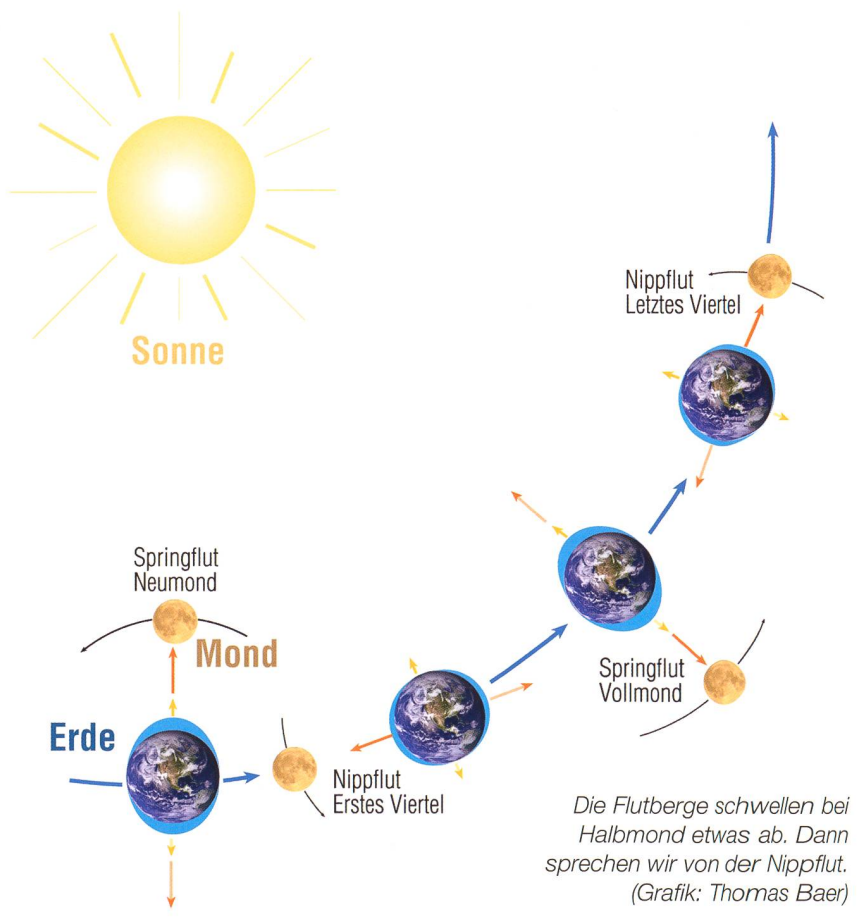 Sonne
Nippflut
Letztes Viertel
Springflut
Neumond
Mond
Erde
Nippflut
Erstes Viertel
Springflut
Vollmond
Die Flutberge schwellen bei
Halbmond etwas ab. Dann
sprechen wir von der Nippflut.
(Grafik: Thomas Baer)